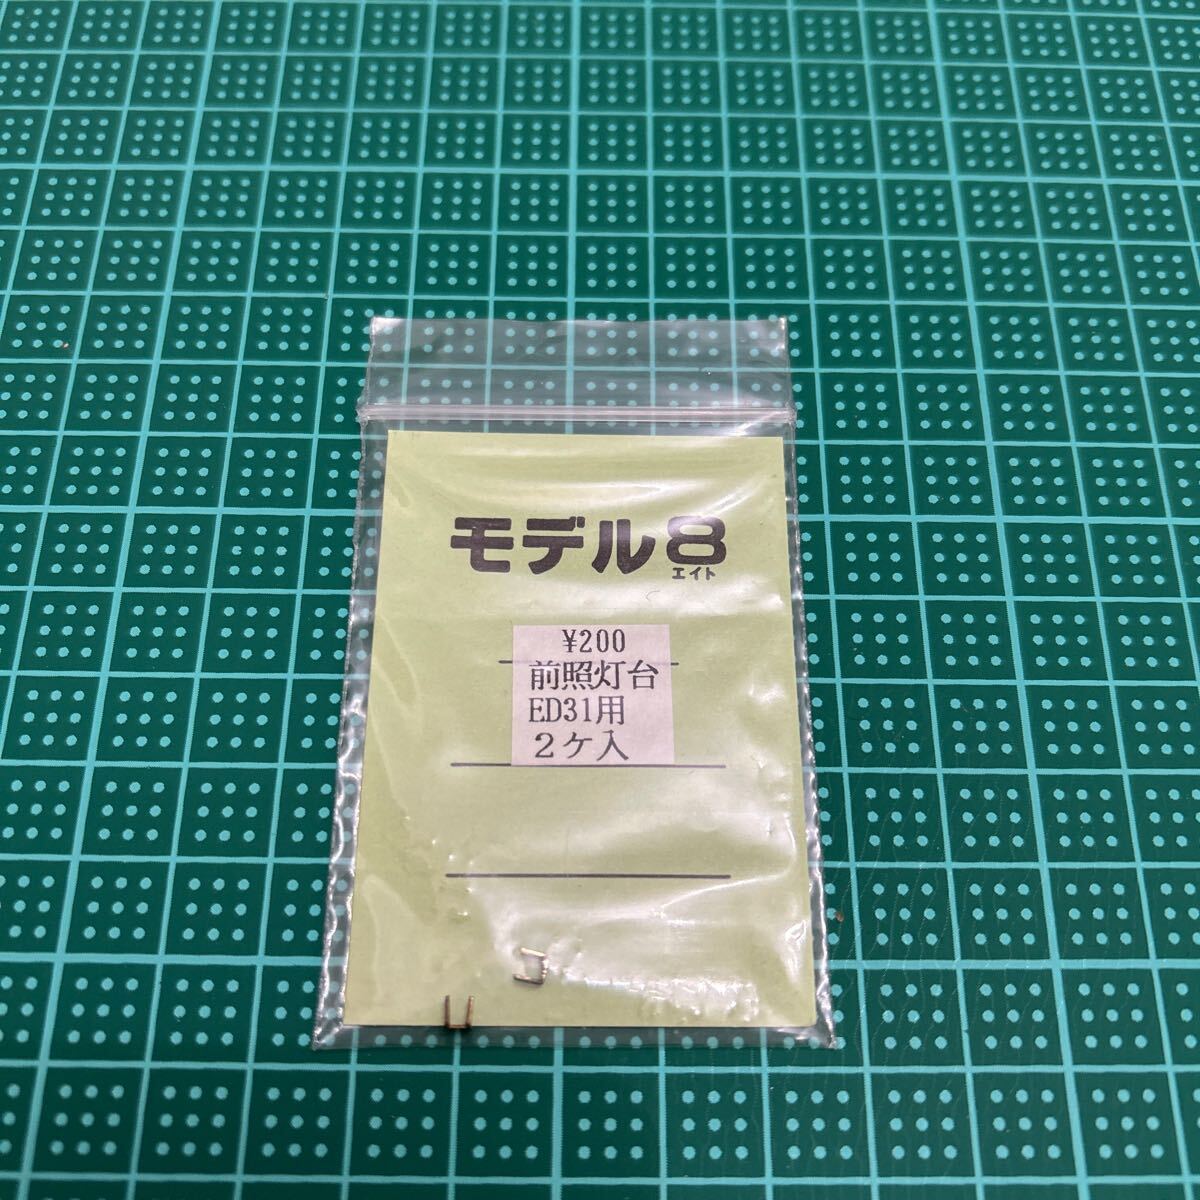 モデル8
エイト
¥200
前照灯台
ED31用
2ケ入